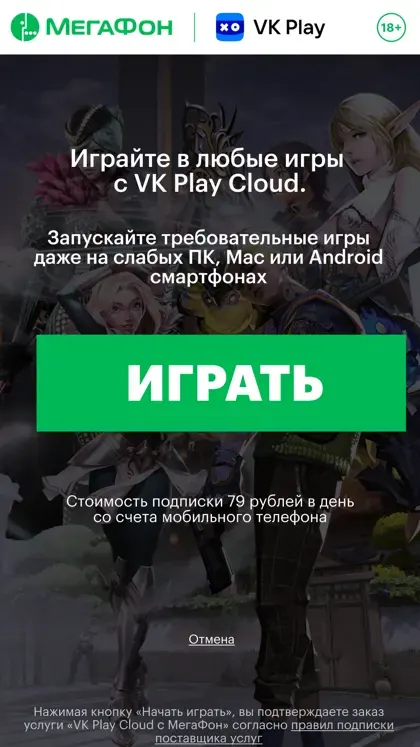 МЕГАФОН
VK Play
18+
Играйте в любые игры
с VK Play Cloud.
Запускайте требовательные игры
даже на слабых ПК, Mac или Android
смартфонах
ИГРАТЬ
Стоимость подписки 79 рублей в день
со счета мобильного телефона
Отмена
Нажимая кнопку «Начать играть», вы подтверждаете заказ
услуги «VK Play Cloud с МегаФон» согласно правил подписки
поставщика услуг